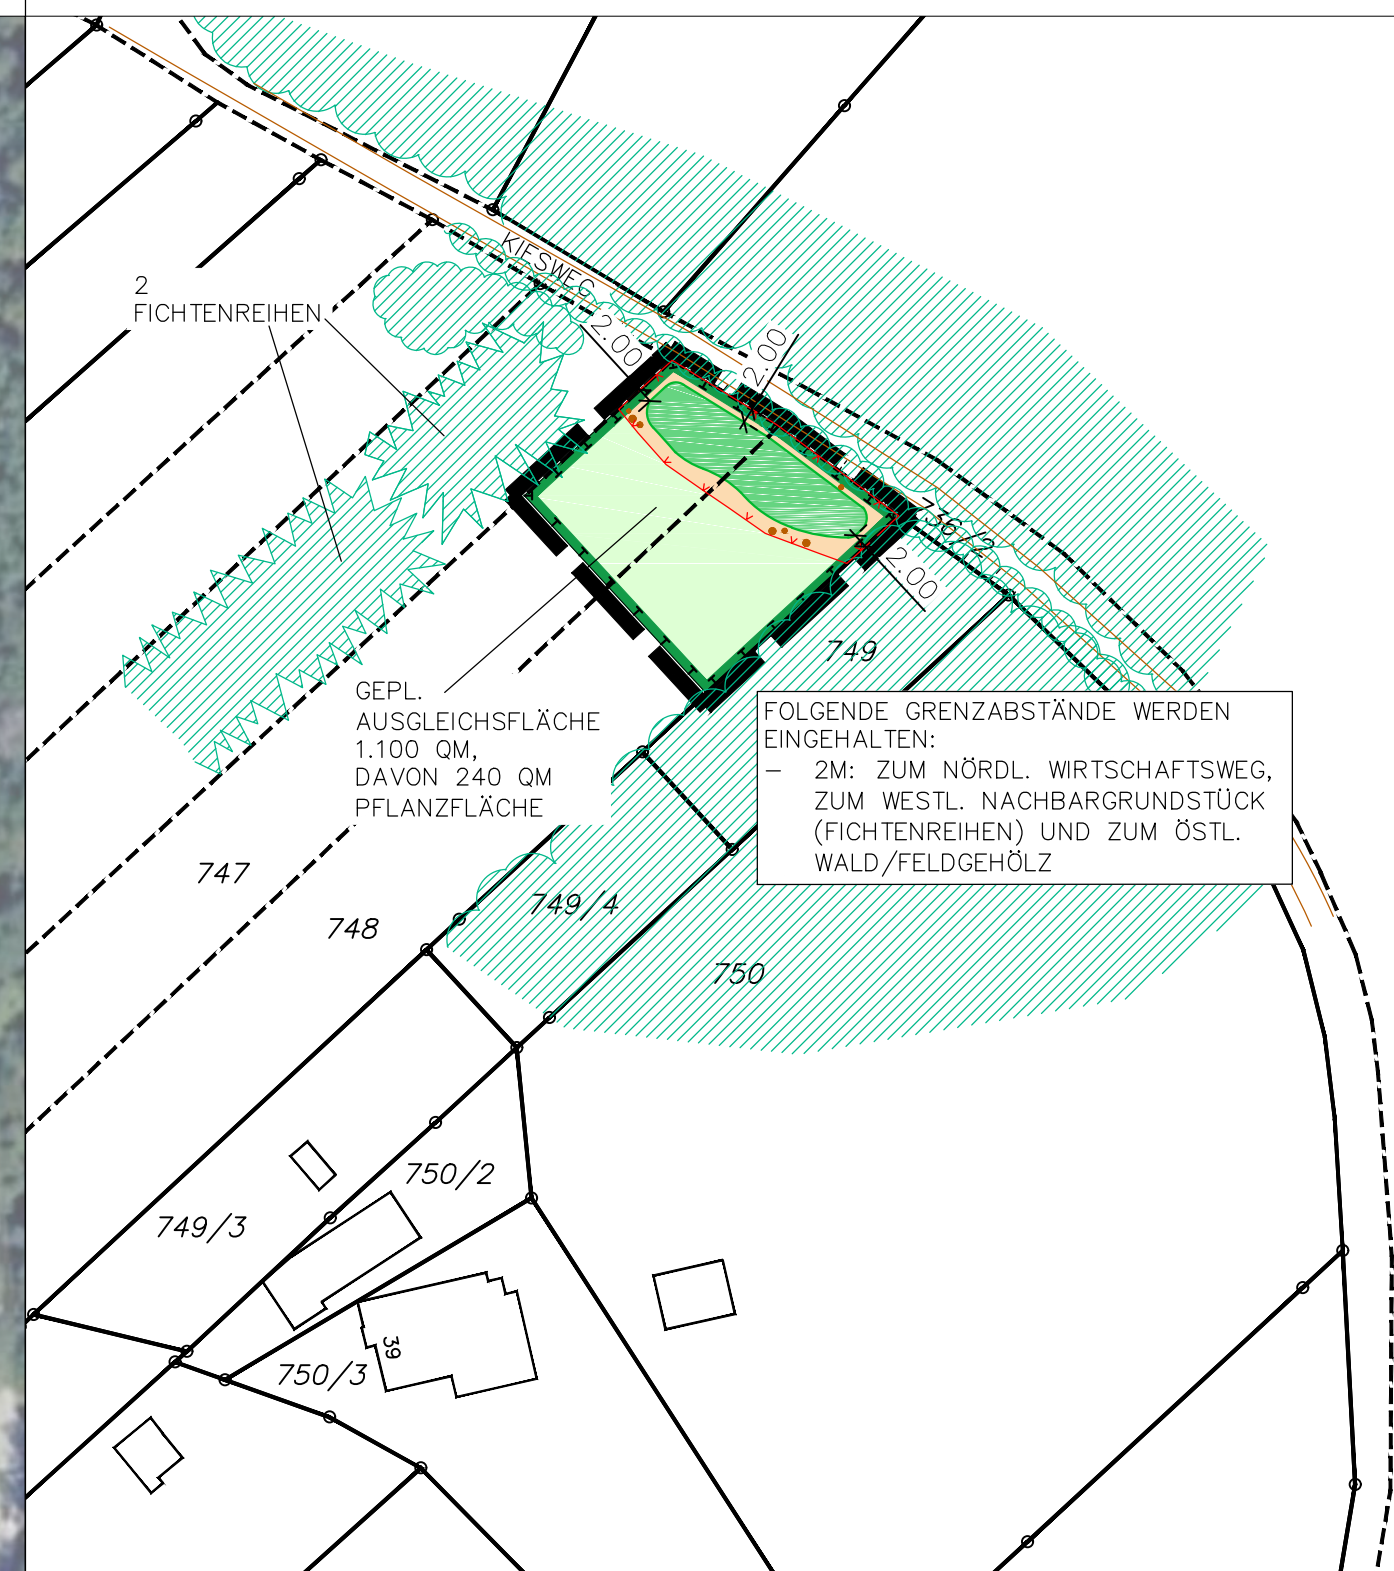 KIESWEG
2
FICHTENREIHEN
2.00
2.00
736/2
2.00
749
GEPL.
AUSGLEICHSFLÄCHE
1.100 QM,
DAVON 240 QM
PFLANZFLÄCHE
FOLGENDE GRENZABSTÄNDE WERDEN
EINGEHALTEN:
– 2M: ZUM NÖRDL. WIRTSCHAFTSWEG,
ZUM WESTL. NACHBARGRUNDSTÜCK
(FICHTENREIHEN) UND ZUM ÖSTL.
WALD/FELDGEHÖLZ
747
748
749/4
750
750/2
749/3
39
750/3